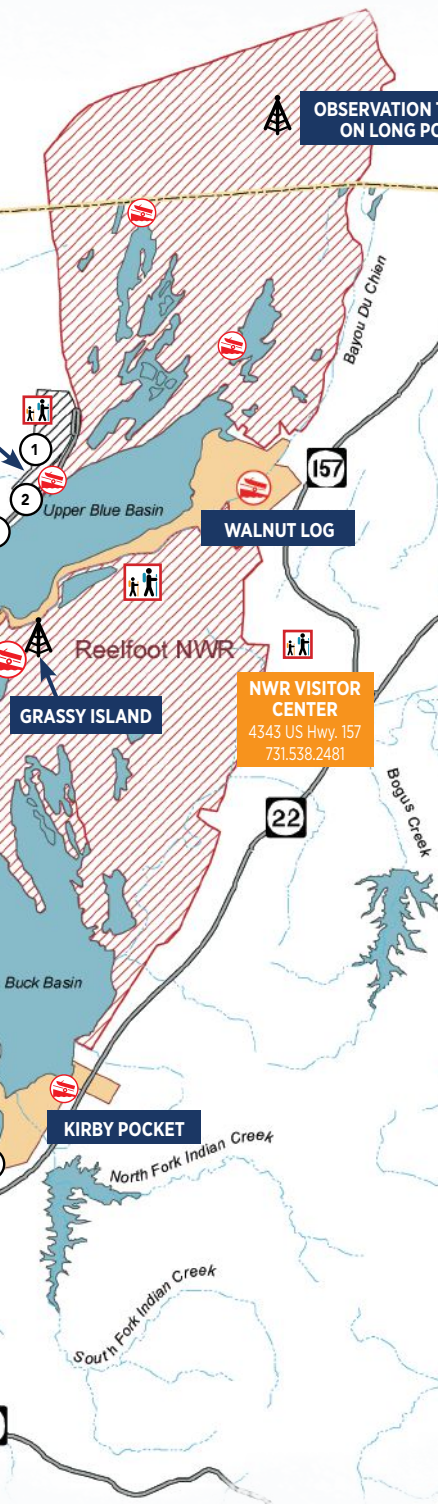 OBSERVATION
ON LONG
Bayou Du Chien
1
2
157
Upper Blue Basin
WALNUT LOG
Reelfoot NWR
GRASSY ISLAND
NWR VISITOR
CENTER
4343 US Hwy. 157
731.538.2481
22
Bogus Creek
Buck Basin
KIRBY POCKET
North Fork Indian Creek
South Fork Indian Creek